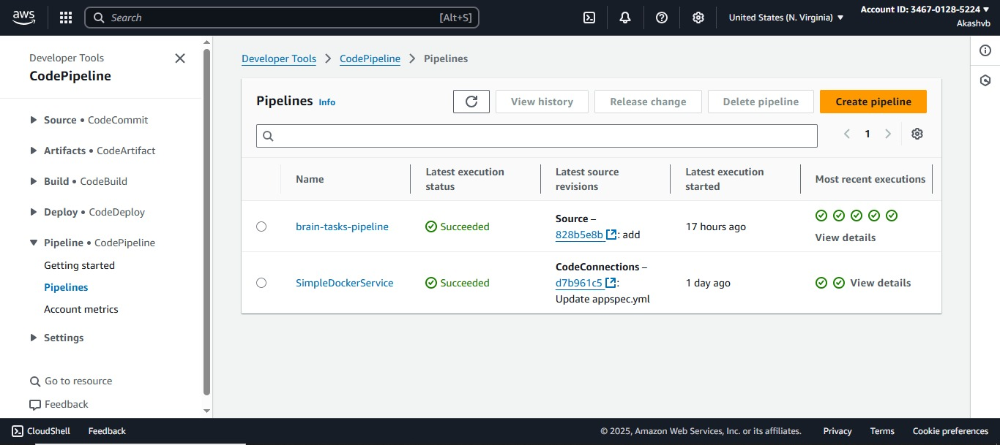 aws
Search [Alt+S]
United States (N. Virginia)
Account ID: 3467-0128-5224
Akashvb
Developer Tools
CodePipeline
Source • CodeCommit
Artifacts • CodeArtifact
Build • CodeBuild
Deploy • CodeDeploy
Pipeline • CodePipeline
Getting started
Pipelines
Account metrics
Settings
Go to resource
Feedback
Developer Tools > CodePipeline > Pipelines
Pipelines Info
View history
Release change
Delete pipeline
Create pipeline
1
Name
Latest execution
status
Latest source
revisions
Latest execution
started
Most recent executions
brain-tasks-pipeline
Succeeded
Source –
828b5e8b : add
17 hours ago
View details
SimpleDockerService
Succeeded
CodeConnections –
d7b961c5 :
Update appspec.yml
1 day ago
View details
CloudShell
Feedback
© 2025, Amazon Web Services, Inc. or its affiliates.
Privacy
Terms
Cookie preferences